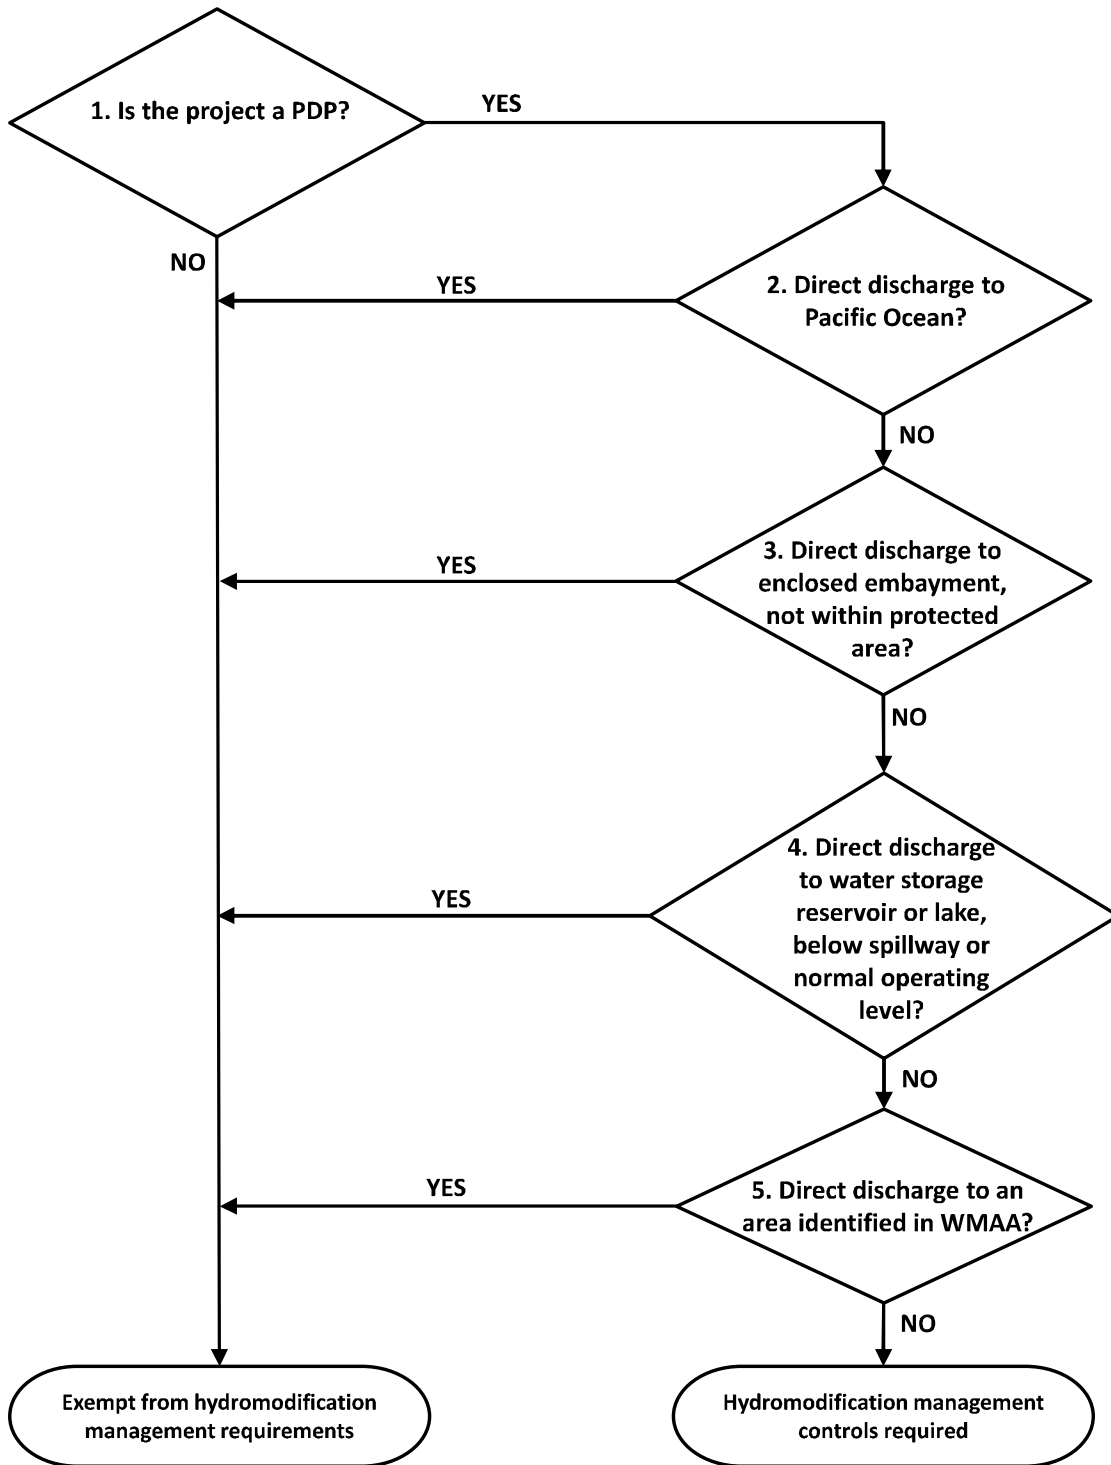 1. Is the project a PDP?
YES
NO
2. Direct discharge to
Pacific Ocean?
YES
NO
3. Direct discharge to
enclosed embayment,
not within protected
area?
YES
NO
4. Direct discharge
to water storage
reservoir or lake,
below spillway or
normal operating
level?
YES
NO
5. Direct discharge to an
area identified in WMAA?
YES
NO
Exempt from hydromodification
management requirements
Hydromodification management
controls required